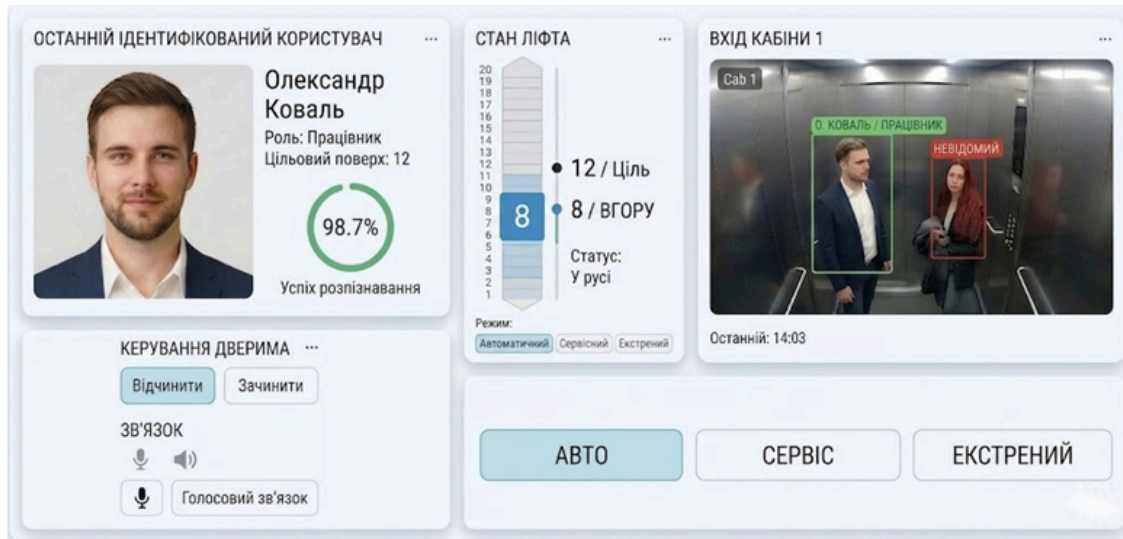 ОСТАННІЙ ІДЕНТИФІКОВАНИЙ КОРИСТУВАЧ ...
Олександр
Коваль
Роль: Працівник
Цільовий поверх: 12
98.7%
Успіх розпізнавання
СТАН ЛІФТА ...
20
19
18
17
16
15
14
13
12
11
10
9
8
7
6
5
4
3
2
1
8
12 / Ціль
8 / ВГОРУ
Статус:
У русі
Режим:
Автоматичний Сервісний Екстрений
ВХІД КАБІНИ 1 ...
Cab 1
О. КОВАЛЬ / ПРАЦІВНИК
НЕВІДОМИЙ
Останній: 14:03
КЕРУВАННЯ ДВЕРИМА ...
Відчинити Зачинити
ЗВ'ЯЗОК
Голосовий зв'язок
АВТО СЕРВІС ЕКСТРЕНИЙ